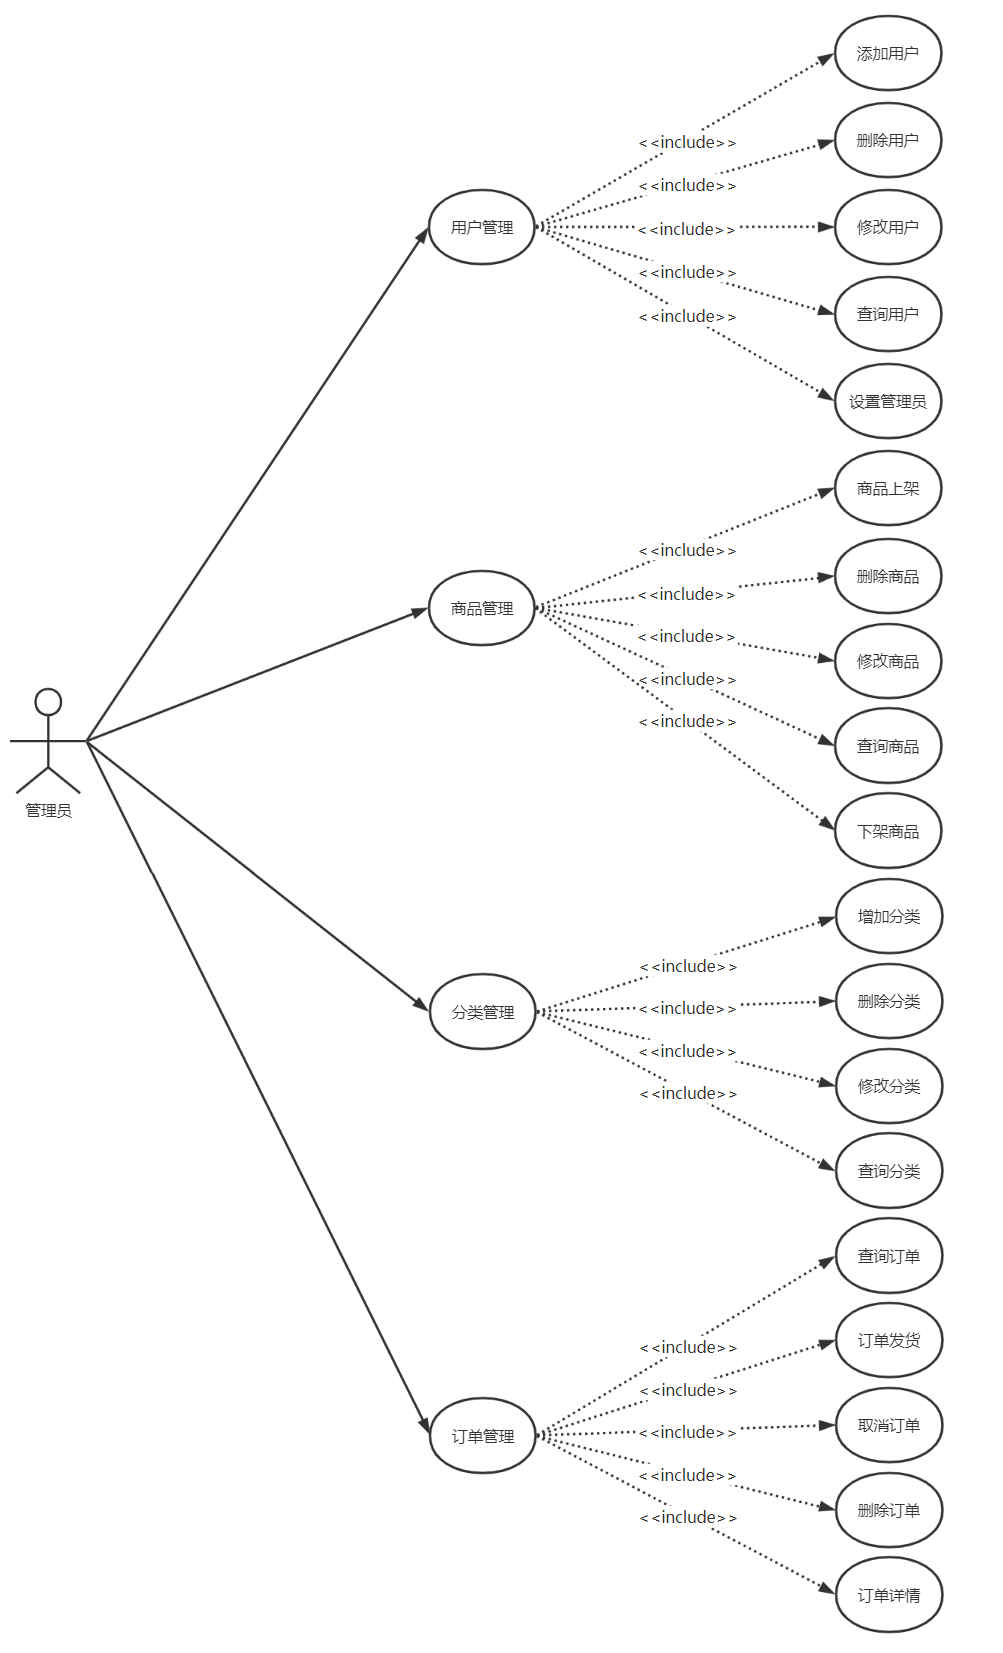 添加用户
<<include>>
删除用户
<<include>>
用户管理
<<include>>
修改用户
<<include>>
查询用户
<<include>>
设置管理员
商品上架
<<include>>
删除商品
<<include>>
商品管理
<<include>>
修改商品
<<include>>
查询商品
<<include>>
管理员
下架商品
增加分类
<<include>>
删除分类
<<include>>
分类管理
<<include>>
修改分类
<<include>>
查询分类
查询订单
<<include>>
订单发货
<<include>>
取消订单
<<include>>
订单管理
<<include>>
删除订单
<<include>>
订单详情